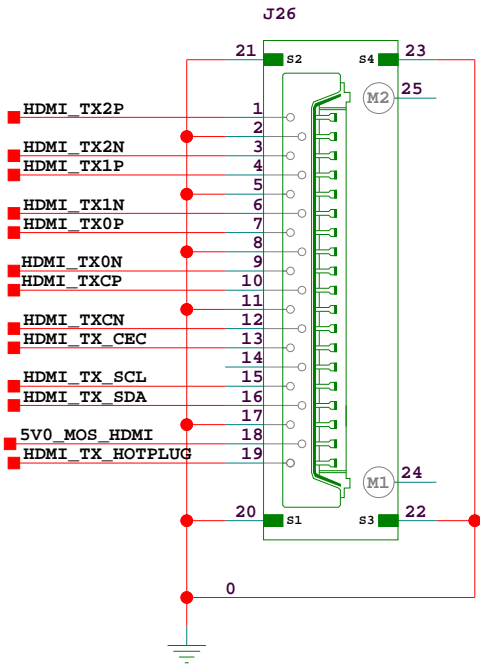 J26
21 S2 S4 23
M2 25
HDMI_TX2P 1
2
HDMI_TX2N 3
HDMI_TX1P 4
5
HDMI_TX1N 6
HDMI_TX0P 7
8
HDMI_TX0N 9
HDMI_TXCP 10
11
HDMI_TXCN 12
HDMI_TX_CEC 13
14
HDMI_TX_SCL 15
HDMI_TX_SDA 16
17
5V0_MOS_HDMI 18
HDMI_TX_HOTPLUG 19
M1 24
20 S1 S3 22
0